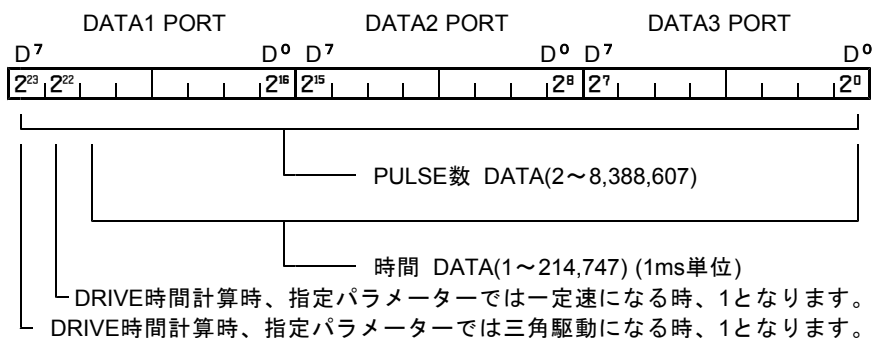 DATA1 PORT DATA2 PORT DATA3 PORT
D⁷ D⁰ D⁷ D⁰ D⁷ D⁰
2²³ 2²² 2¹⁶ 2¹⁵ 2⁸ 2⁷ 2⁰
PULSE数 DATA(2～8,388,607)
時間 DATA(1～214,747) (1ms単位)
DRIVE時間計算時、指定パラメーターでは一定速になる時、1となります。
DRIVE時間計算時、指定パラメーターでは三角駆動になる時、1となります。